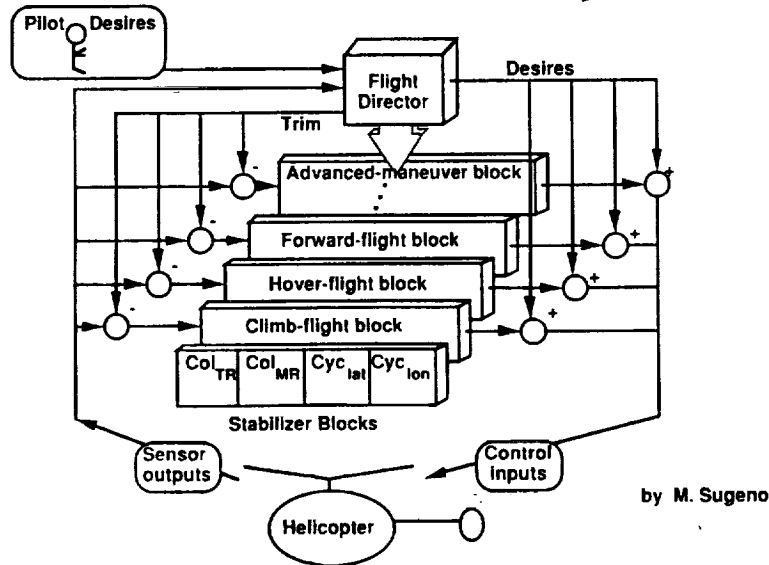 Pilot Desires
Flight
Director
Desires
Trim
-
+
Advanced-maneuver block
-
+
Forward-flight block
-
+
Hover-flight block
-
+
Climb-flight block
Col TR
Col MR
Cyc lat
Cyc lon
Stabilizer Blocks
Sensor
outputs
Control
inputs
by M. Sugeno
Helicopter